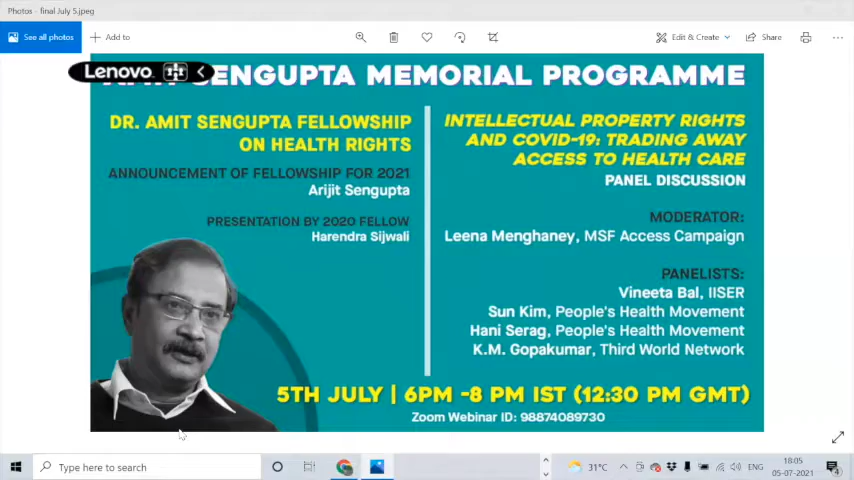 Photos - final July 5.jpeg
See all photos
Add to
Edit & Create
Share
Lenovo
SENGUPTA MEMORIAL PROGRAMME
DR. AMIT SENGUPTA FELLOWSHIP
ON HEALTH RIGHTS
ANNOUNCEMENT OF FELLOWSHIP FOR 2021
Arijit Sengupta
PRESENTATION BY 2020 FELLOW
Harendra Sijwali
INTELLECTUAL PROPERTY RIGHTS
AND COVID-19: TRADING AWAY
ACCESS TO HEALTH CARE
PANEL DISCUSSION
MODERATOR:
Leena Menghaney, MSF Access Campaign
PANELISTS:
Vineeta Bal, IISER
Sun Kim, People's Health Movement
Hani Serag, People's Health Movement
K.M. Gopakumar, Third World Network
5TH JULY | 6PM -8 PM IST (12:30 PM GMT)
Zoom Webinar ID: 98874089730
Type here to search
31°C
ENG
18:05
05-07-2021